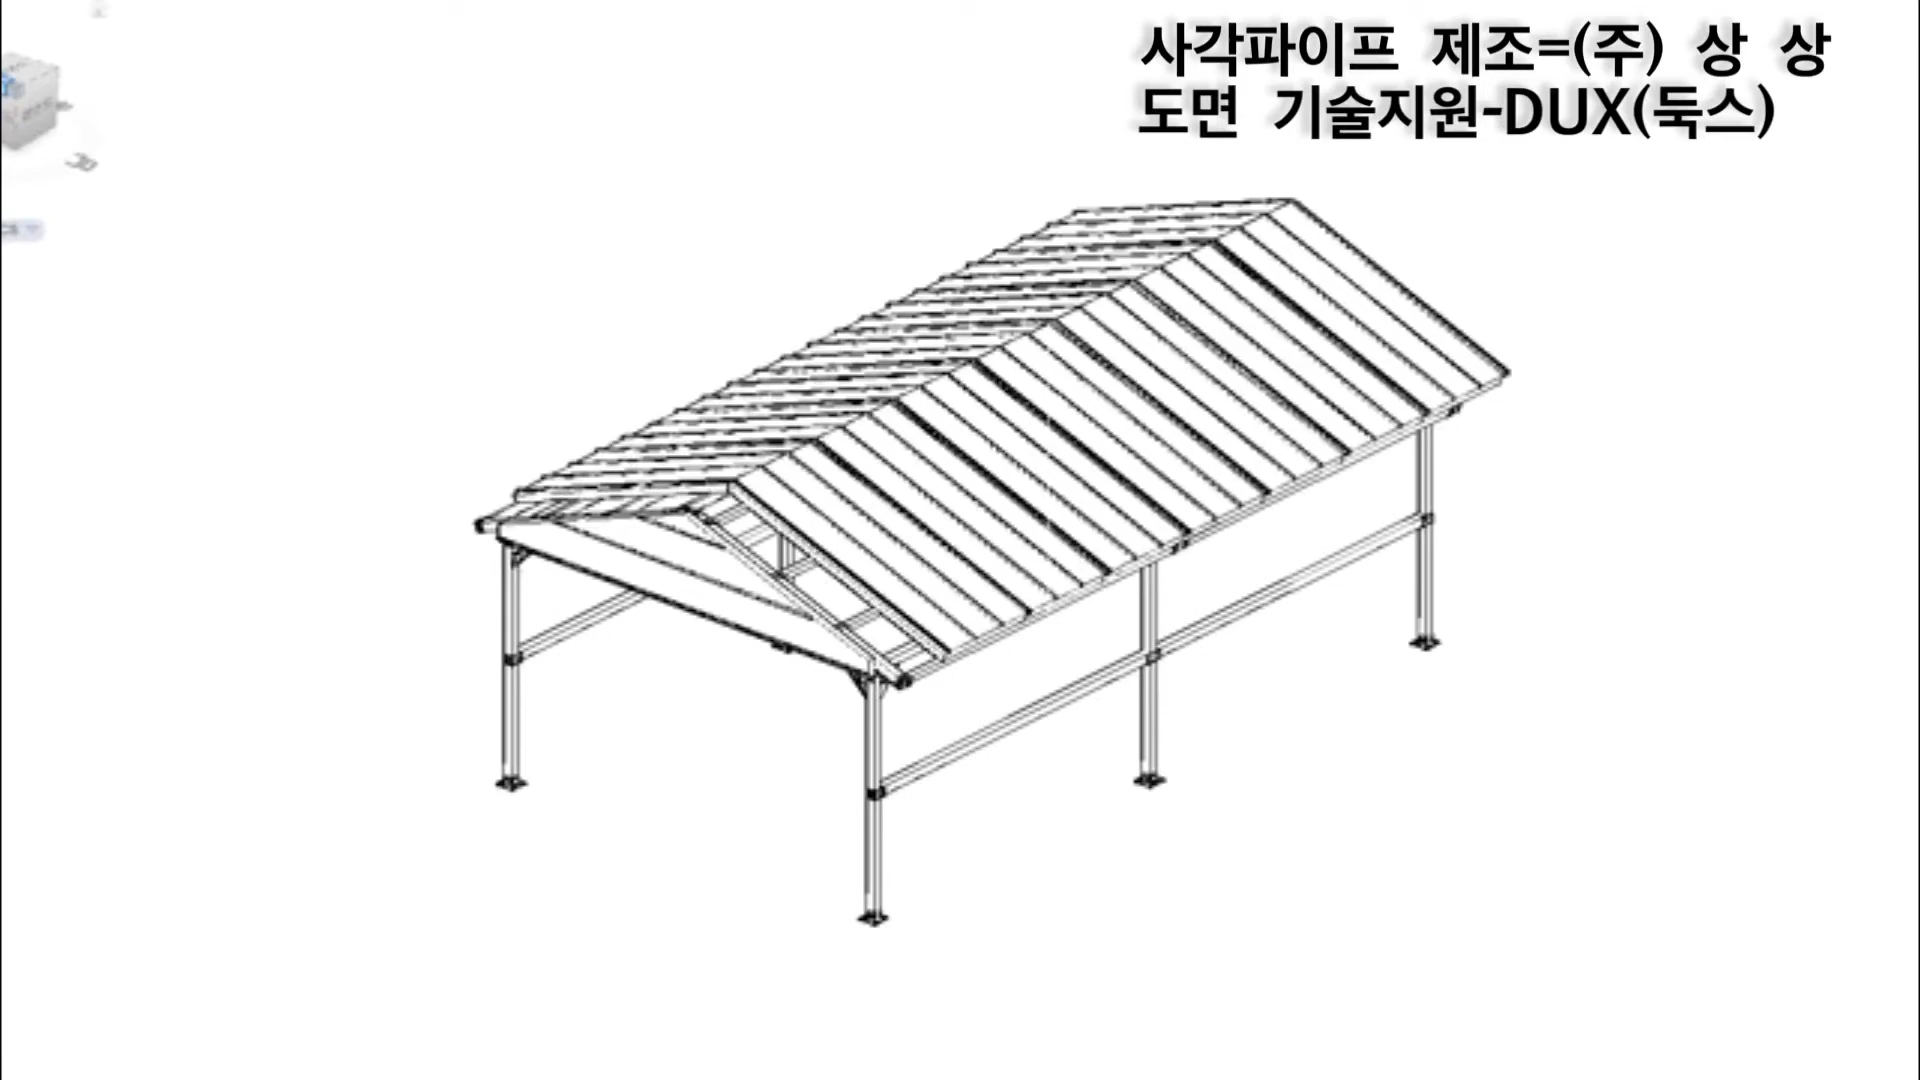 사각파이프 제조=(주) 상 상
도면 기술지원-DUX(둑스)